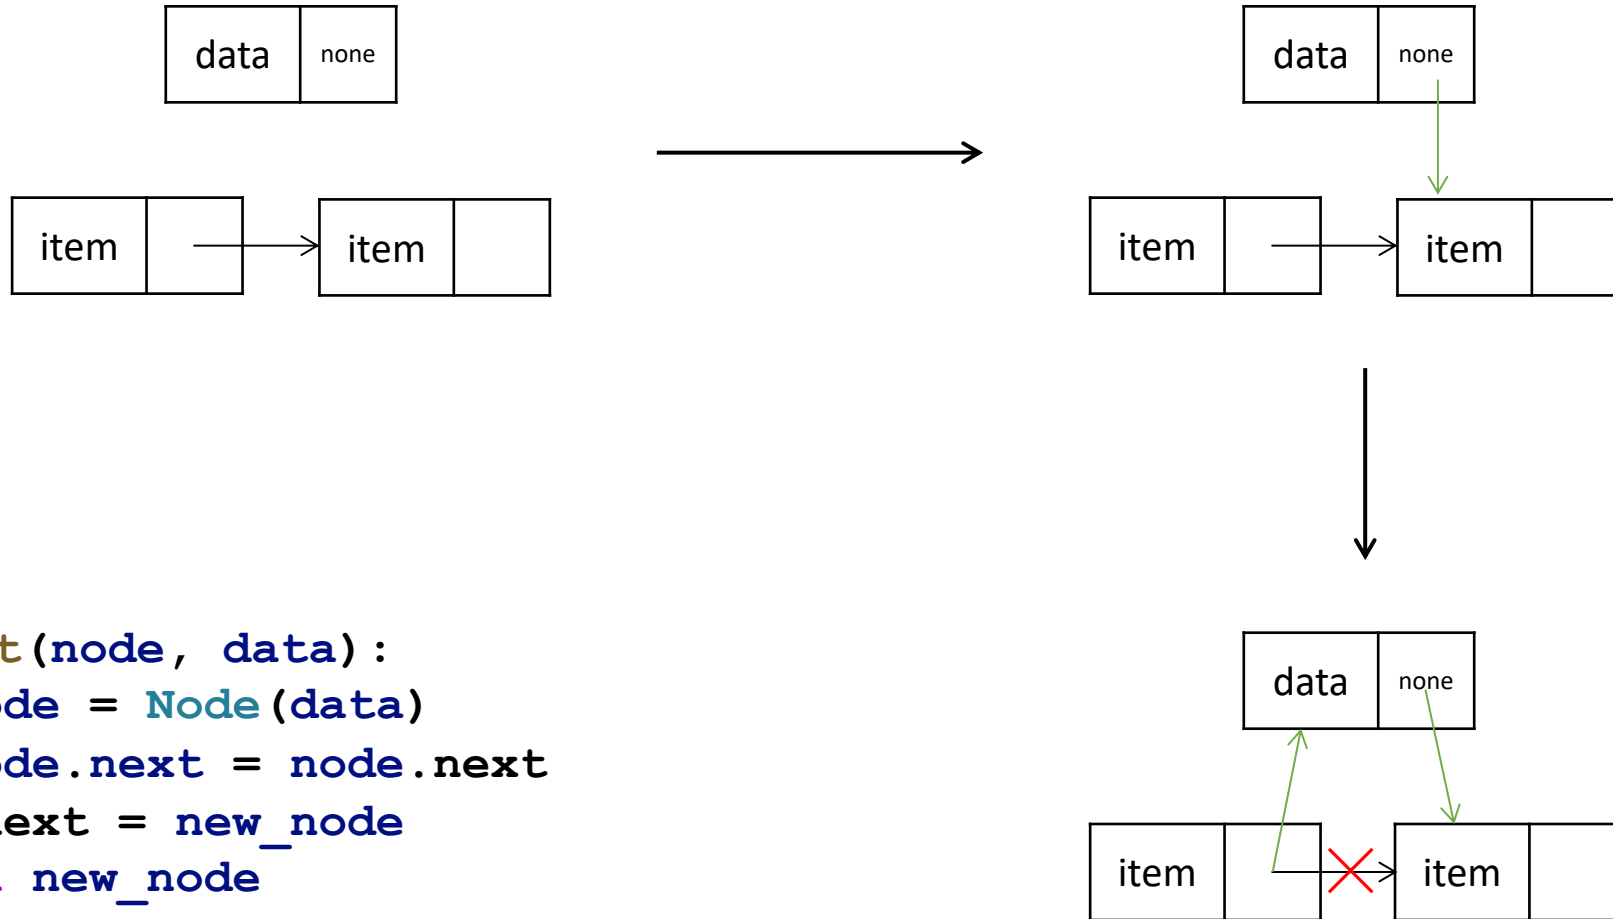 data none
data none
item item
item item
t(node, data):
de = Node(data)
de.next = node.next
ext = new_node
new_node
data none
item item